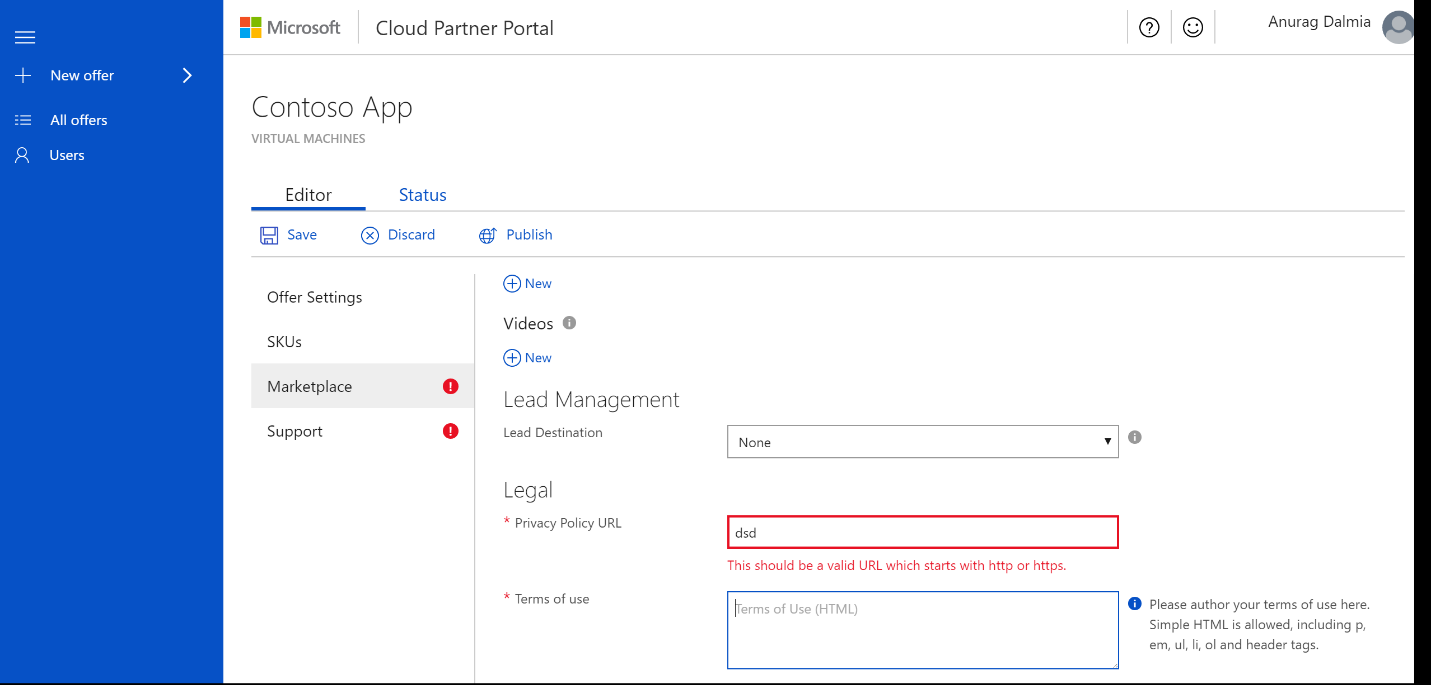 Microsoft
Cloud Partner Portal
Anurag Dalmia
New offer
All offers
Users
Contoso App
VIRTUAL MACHINES
Editor
Status
Save
Discard
Publish
Offer Settings
SKUs
Marketplace
Support
New
Videos
New
Lead Management
Lead Destination
None
Legal
* Privacy Policy URL
dsd
This should be a valid URL which starts with http or https.
* Terms of use
Terms of Use (HTML)
Please author your terms of use here.
Simple HTML is allowed, including p,
em, ul, li, ol and header tags.